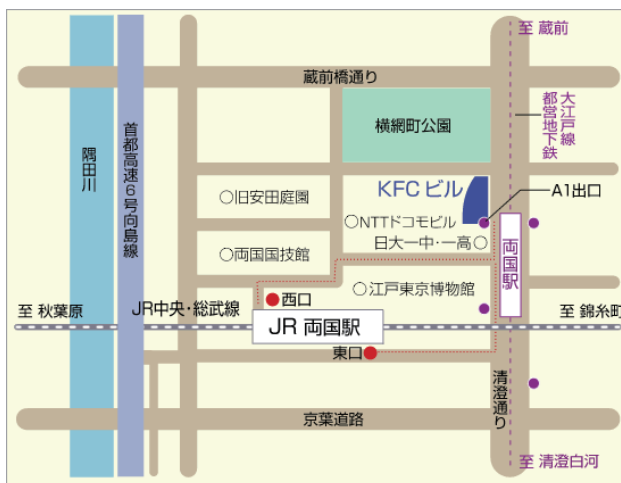 至 蔵前
蔵前橋通り
大江戸線
都営地下鉄
横網町公園
首都高速6号向島線
隅田川
KFC ビル
A1出口
○旧安田庭園
○NTTドコモビル
日大一中・一高○
○両国国技館
両国駅
○江戸東京博物館
西口
至 秋葉原
JR中央・総武線
JR 両国駅
至 錦糸町
東口
清澄通り
京葉道路
至 清澄白河